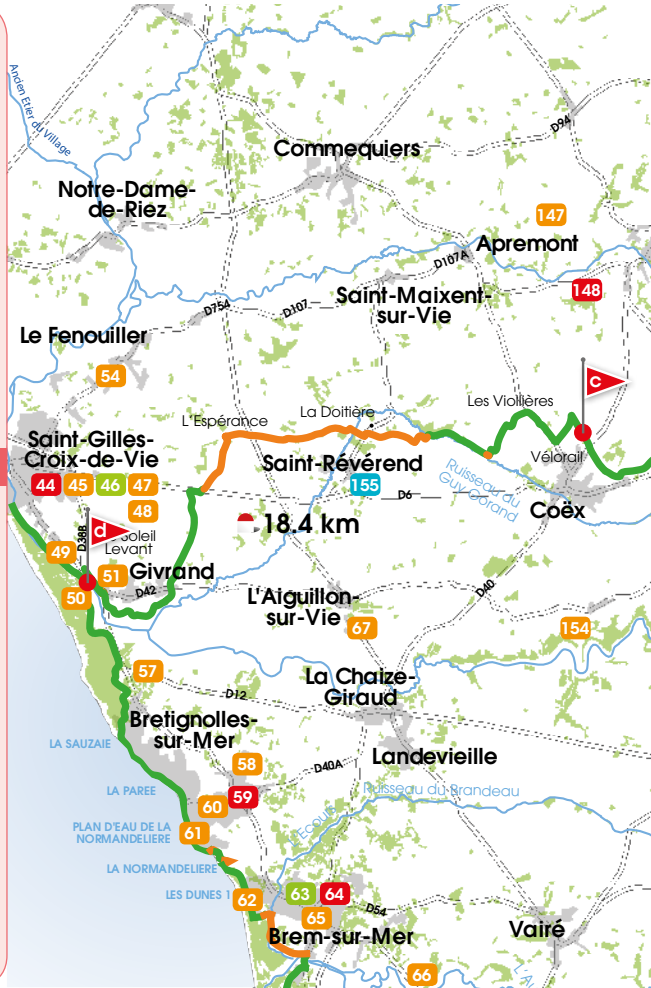 Ancien Etier du Village
D94
Commequiers
Notre-Dame-
de-Riez
147
Apremont
D107A
148
Saint-Maixent-
sur-Vie
D754
D107
Le Fenouiller
54
C
Les Violières
La Doitière
L'Espérance
Saint-Gilles-
Croix-de-Vie
44
45
46
47
48
Saint-Révérend
155
Vélorail
Ruisseau du
Guy Gorand
D6
Coëx
18.4 km
d
D38B
Soleil
Levant
49
51
Givrand
50
D42
D40
L'Aiguillon-
sur-Vie
67
154
57
La Chaize-
Giraud
D12
Bretignolles-
sur-Mer
LA SAUZAIE
58
D40A
Landevieille
LA PAREE
59
60
Ruisseau du Brandeau
61
PLAN D'EAU DE LA
NORMANDELIERE
L'Ecours
LA NORMANDELIERE
LES DUNES 1
62
63
64
65
D54
Brem-sur-Mer
Vairé
66